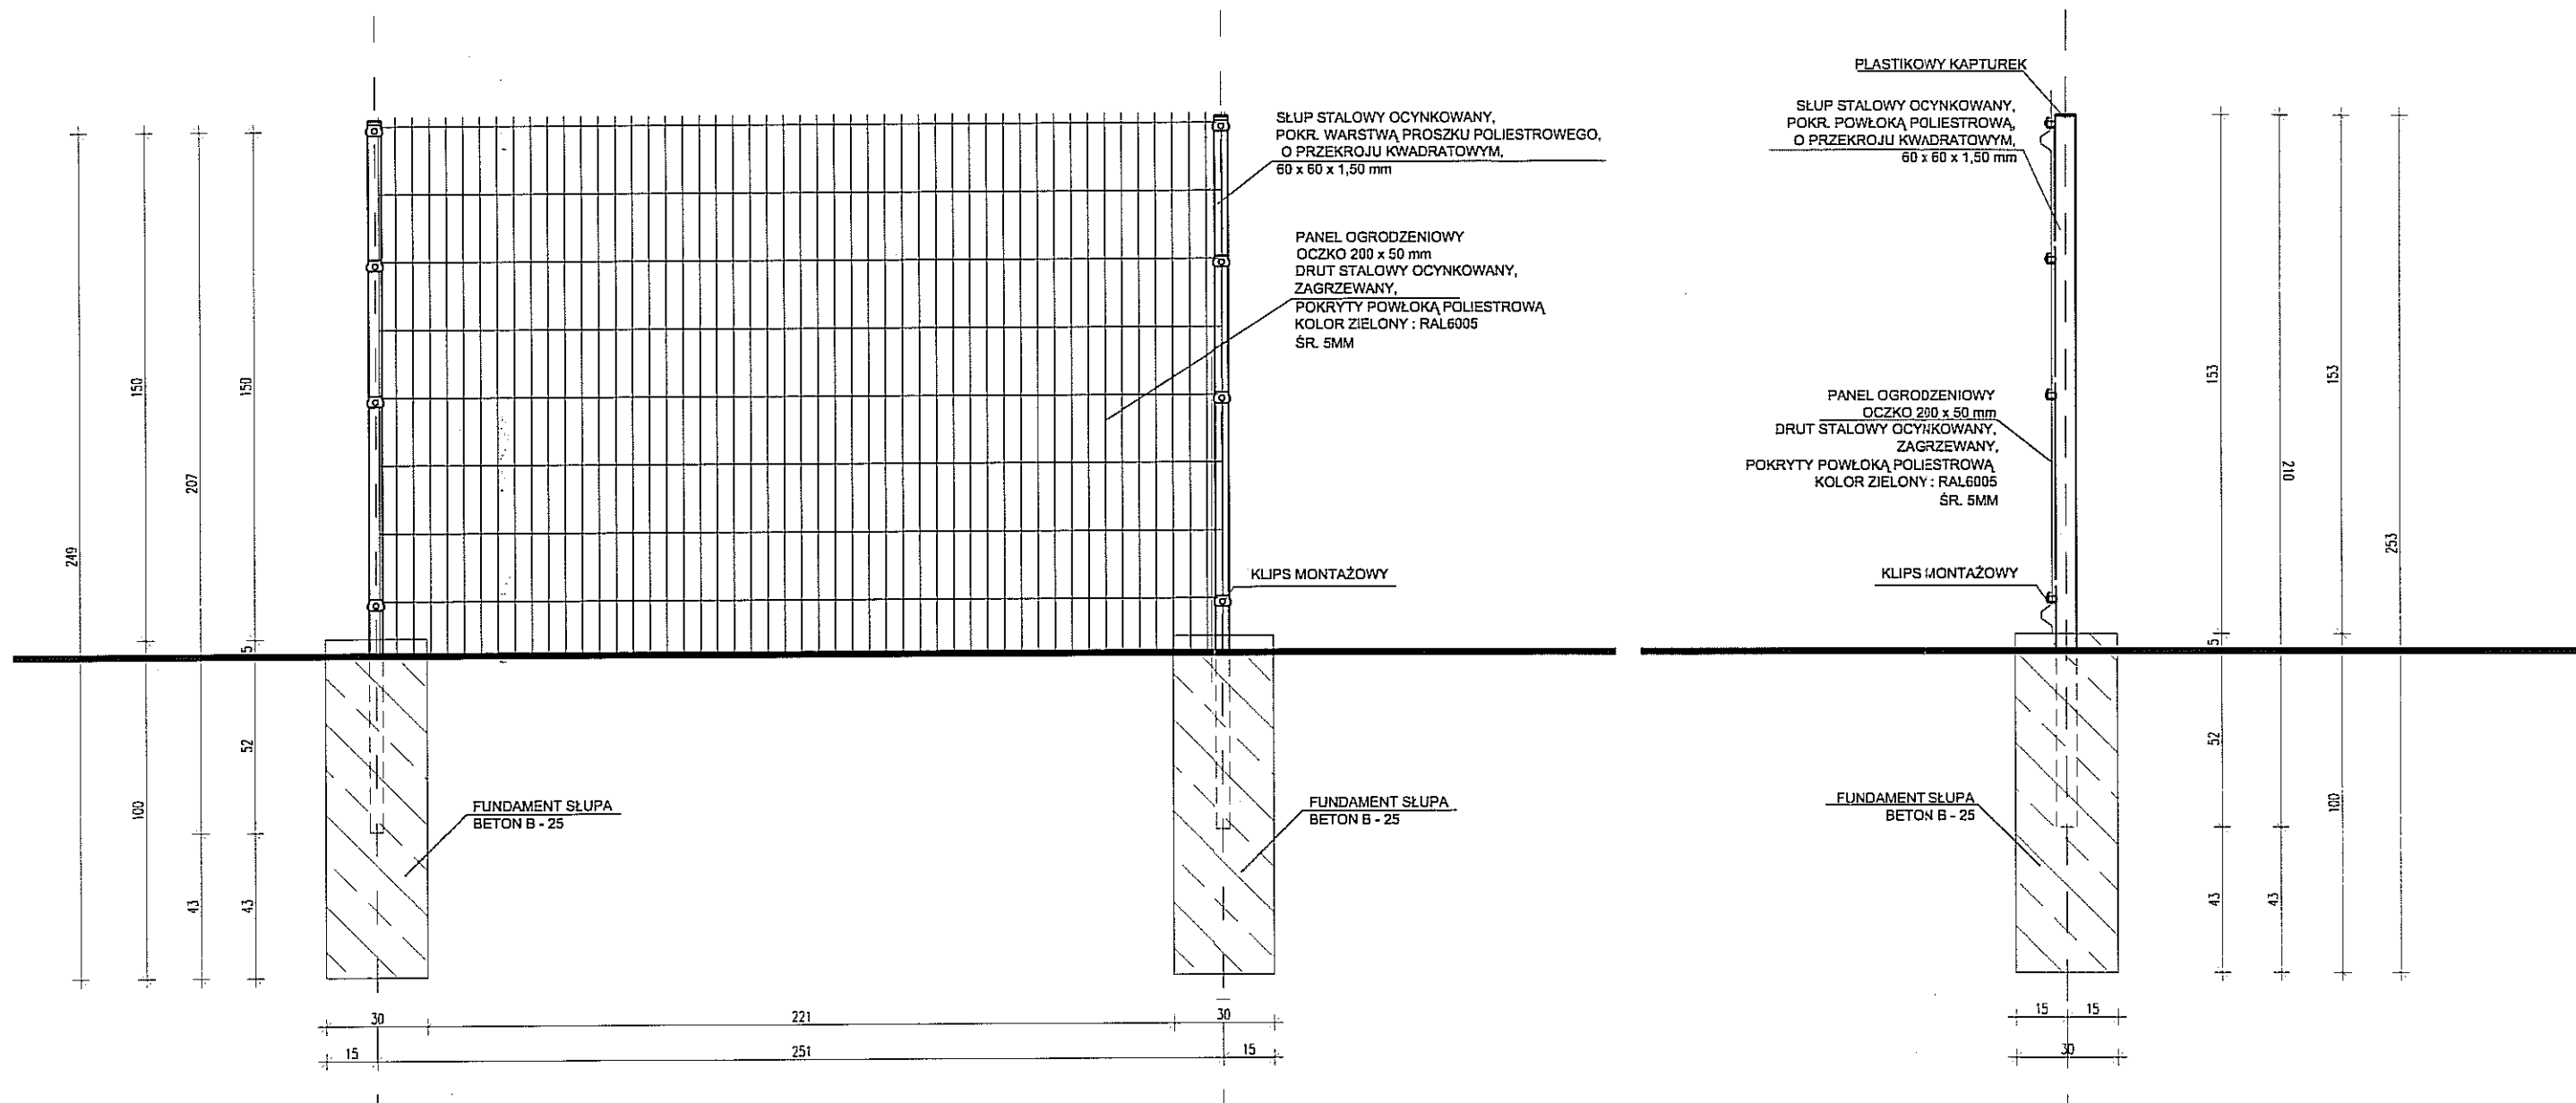 SŁUP STALOWY OCYNKOWANY,
POKR. WARSTWĄ PROSZKU POLIESTROWEGO,
O PRZEKROJU KWADRATOWYM,
60 x 60 x 1,50 mm
PANEL OGRODZENIOWY
OCZKO 200 x 50 mm
DRUT STALOWY OCYNKOWANY,
ZAGRZEWANY,
POKRYTY POWŁOKĄ POLIESTROWĄ
KOLOR ZIELONY : RAL6005
ŚR. 5MM
KLIPS MONTAŻOWY
FUNDAMENT SŁUPA
BETON B - 25
FUNDAMENT SŁUPA
BETON B - 25
249
150
100
207
43
150
5
52
43
30
221
30
15
251
15
PLASTIKOWY KAPTUREK
SŁUP STALOWY OCYNKOWANY,
POKR. POWŁOKĄ POLIESTROWĄ,
O PRZEKROJU KWADRATOWYM,
60 x 60 x 1,50 mm
PANEL OGRODZENIOWY
OCZKO 200 x 50 mm
DRUT STALOWY OCYNKOWANY,
ZAGRZEWANY,
POKRYTY POWŁOKĄ POLIESTROWĄ
KOLOR ZIELONY : RAL6005
ŚR. 5MM
KLIPS MONTAŻOWY
FUNDAMENT SŁUPA
BETON B - 25
153
5
52
43
210
43
153
100
253
15
15
30